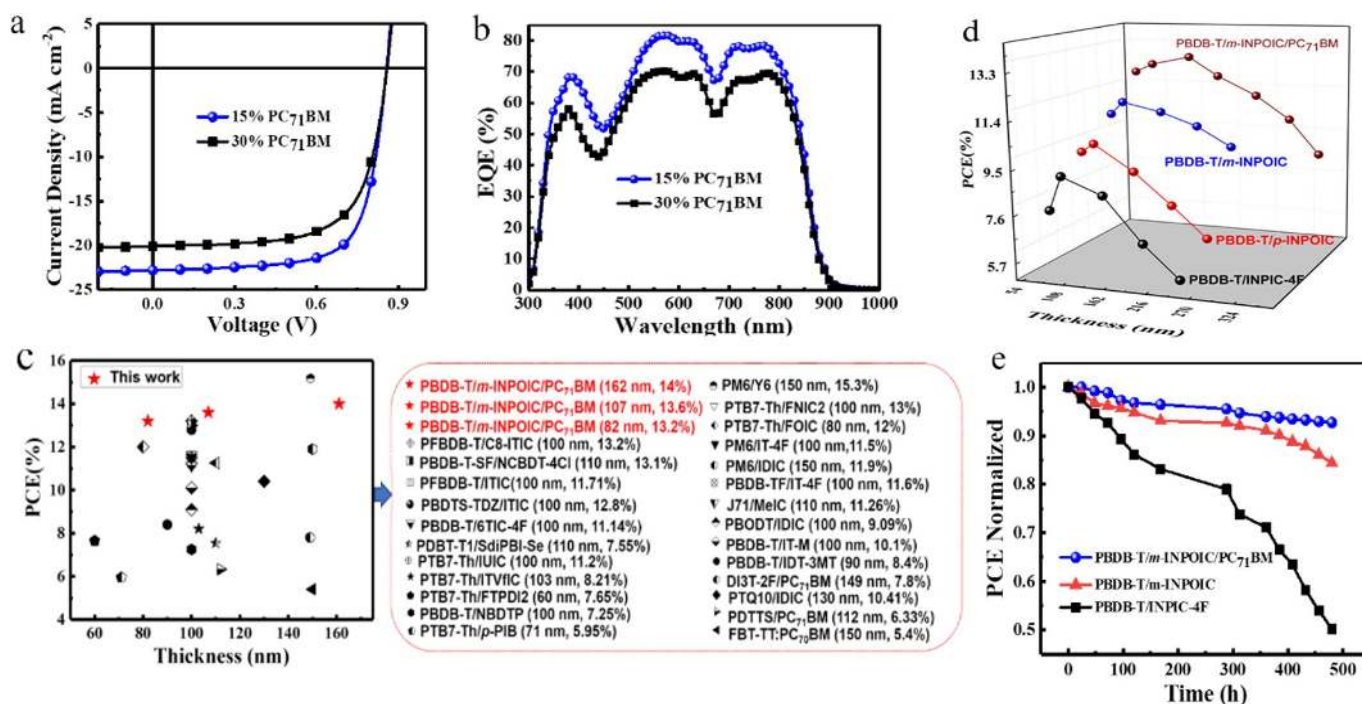 a
Current Density (mA cm-2)
5
0
-5
-10
-15
-20
-25
15% PC71BM
30% PC71BM
0.0
0.3
0.6
0.9
Voltage (V)
b
EQE (%)
80
70
60
50
40
30
20
10
0
15% PC71BM
30% PC71BM
300
400
500
600
700
800
900
1000
Wavelength (nm)
d
PCE(%)
13.3
11.4
9.5
7.6
5.7
PBDB-T/m-INPOIC/PC71BM
PBDB-T/m-INPOIC
PBDB-T/p-INPOIC
PBDB-T/INPIC-4F
54
108
162
216
270
324
Thickness (nm)
c
PCE(%)
16
14
12
10
8
6
4
This work
60
80
100
120
140
160
Thickness (nm)
PBDB-T/m-INPOIC/PC71BM (162 nm, 14%)
PBDB-T/m-INPOIC/PC71BM (107 nm, 13.6%)
PBDB-T/m-INPOIC/PC71BM (82 nm, 13.2%)
PFBDB-T/C8-ITIC (100 nm, 13.2%)
PBDB-T-SF/NCBDT-4Cl (110 nm, 13.1%)
PFBDB-T/ITIC(100 nm, 11.71%)
PBDTS-TDZ/ITIC (100 nm, 12.8%)
PBDB-T/6TIC-4F (100 nm, 11.14%)
PDBT-T1/SdiPBI-Se (110 nm, 7.55%)
PTB7-Th/IUIC (100 nm, 11.2%)
PTB7-Th/ITVfIC (103 nm, 8.21%)
PTB7-Th/FTPDI2 (60 nm, 7.65%)
PBDB-T/NBDTP (100 nm, 7.25%)
PTB7-Th/p-PIB (71 nm, 5.95%)
PM6/Y6 (150 nm, 15.3%)
PTB7-Th/FNIC2 (100 nm, 13%)
PTB7-Th/FOIC (80 nm, 12%)
PM6/IT-4F (100 nm,11.5%)
PM6/IDIC (150 nm, 11.9%)
PBDB-TF/IT-4F (100 nm, 11.6%)
J71/MeIC (110 nm, 11.26%)
PBODT/IDIC (100 nm, 9.09%)
PBDB-T/IT-M (100 nm, 10.1%)
PBDB-T/IDT-3MT (90 nm, 8.4%)
DI3T-2F/PC71BM (149 nm, 7.8%)
PTQ10/IDIC (130 nm, 10.41%)
PDTTS/PC71BM (112 nm, 6.33%)
FBT-TT:PC70BM (150 nm, 5.4%)
e
PCE Normalized
1.0
0.9
0.8
0.7
0.6
0.5
PBDB-T/m-INPOIC/PC71BM
PBDB-T/m-INPOIC
PBDB-T/INPIC-4F
0
100
200
300
400
500
Time (h)